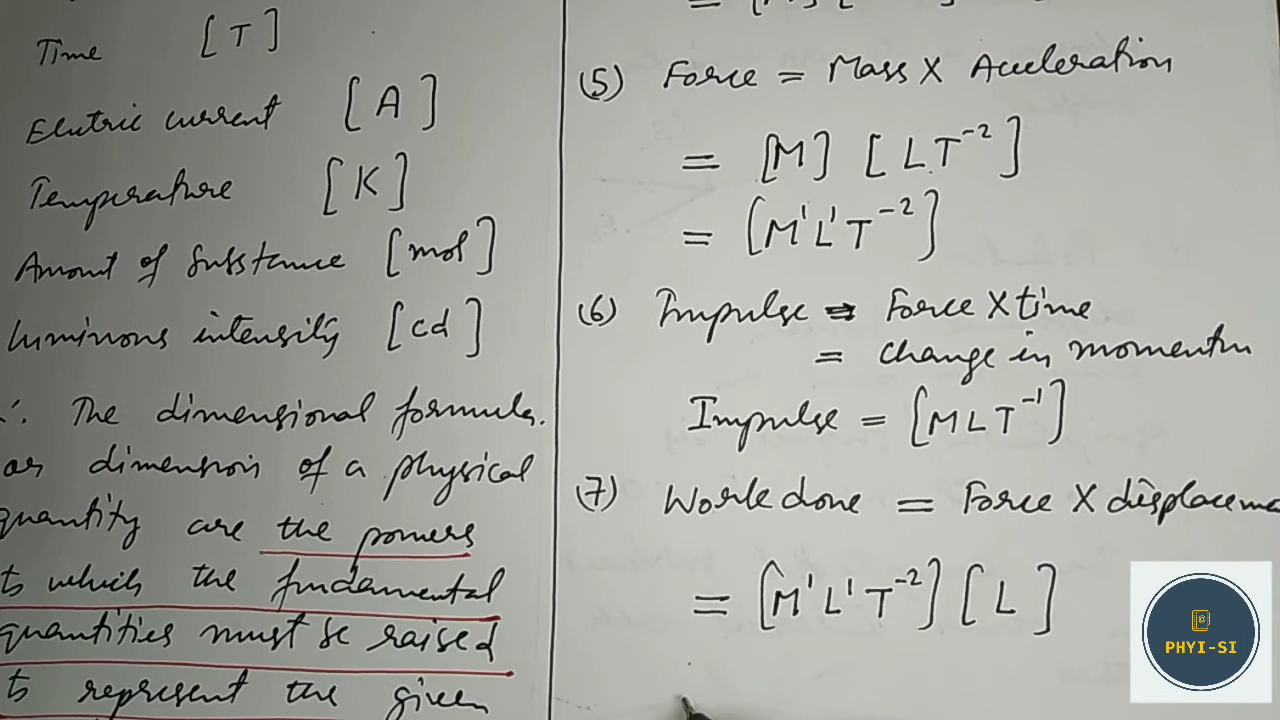 Time [T]
Electric current [A]
Temperature [K]
Amount of Substance [mol]
luminous intensity [cd]
∴ The dimensional formula.
or dimension of a physical
quantity are the powers
to which the fundamental
quantities must be raised
to represent the given
(5) Force = Mass X Acceleration
= [M] [LT⁻²]
= [M¹L¹T⁻²]
(6) Impulse = Force X time
= change in momentum
Impulse = [MLT⁻¹]
(7) Work done = Force X displaceme
= [M¹L¹T⁻²] [L]
PHYI-SI